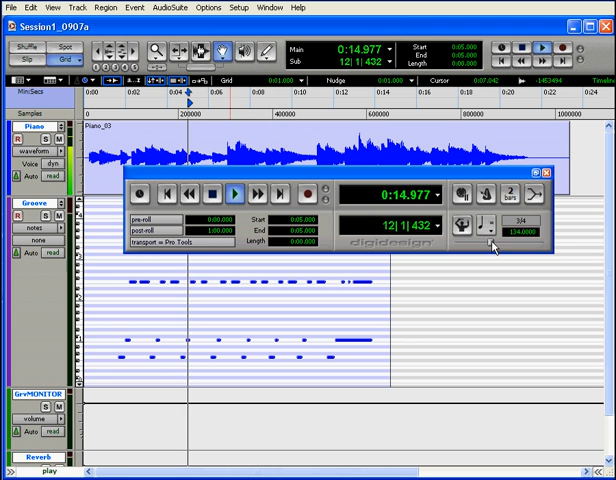 File Edit View Track Region Event AudioSuite Options Setup Window Help
Session1_0907a
Shuffle Spot
Slip Grid
Main 0:14.977
Sub 12| 1| 432
Start 0:05.000
End 0:05.000
Length 0:00.000
Grid 0:01.000 Nudge 0:01.000 Cursor 0:07.042 -1453494 Timeline
Min:Secs 0:00 0:02 0:04 0:06 0:08 0:10 0:12 0:14 0:16 0:18 0:20 0:22 0:24
Samples 0 200000 400000 600000 800000 1000000
Piano
R S M
waveform
Voice dyn
Auto read
Piano_03
0:14.977
2 bars
pre-roll 0:00.000
post-roll 1:00.000
transport = Pro Tools
Start 0:05.000
End 0:05.000
Length 0:00.000
12| 1| 432
digidesign
3/4
134.0000
Groove
R S M
notes
none
Auto read
GrvMONITOR
S M
volume
Auto read
Reverb
play